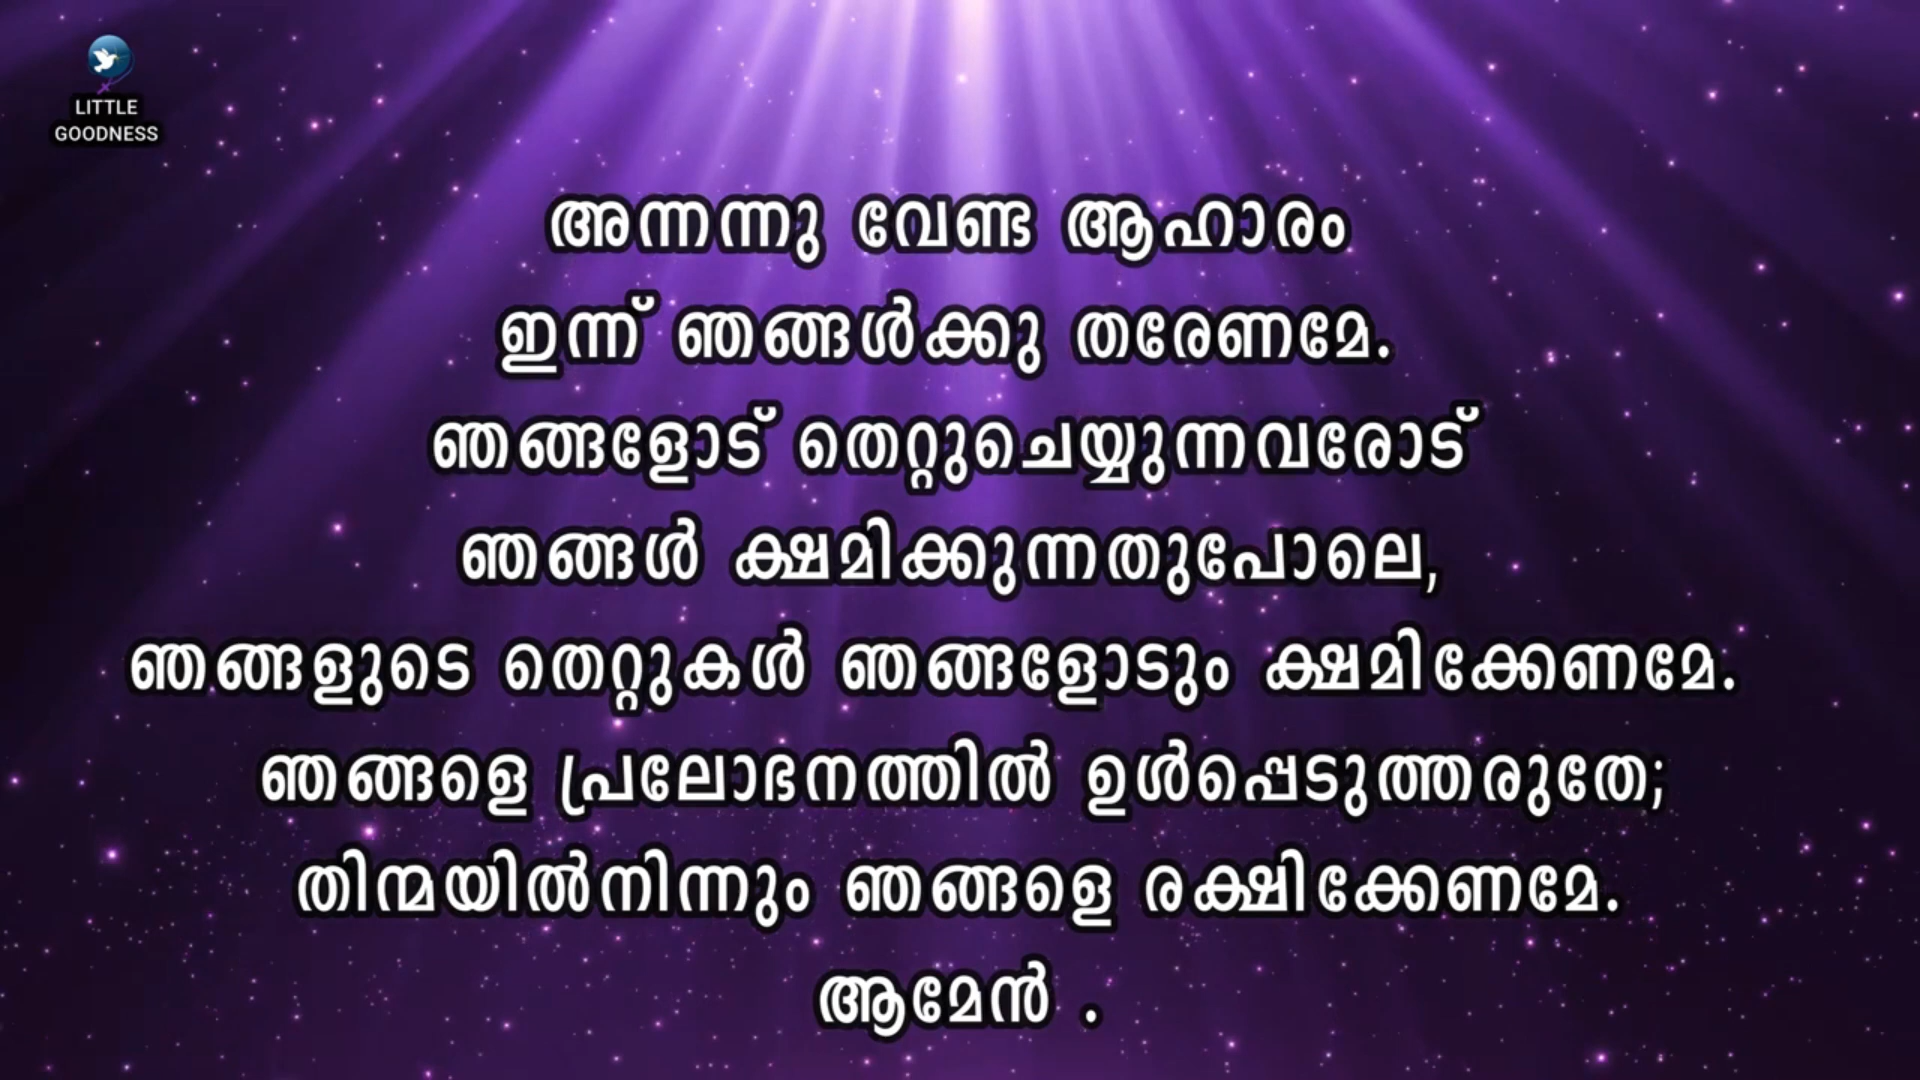 LITTLE
GOODNESS
അന്നന്നു വേണ്ട ആഹാരം
ഇന്ന് ഞങ്ങൾക്കു തരേണമേ.
ഞങ്ങളോട് തെറ്റുചെയ്യുന്നവരോട്
ഞങ്ങൾ ക്ഷമിക്കുന്നതുപോലെ,
ഞങ്ങളുടെ തെറ്റുകൾ ഞങ്ങളോടും ക്ഷമിക്കേണമേ.
ഞങ്ങളെ പ്രലോഭനത്തിൽ ഉൾപ്പെടുത്തരുതേ;
തിന്മയിൽനിന്നും ഞങ്ങളെ രക്ഷിക്കേണമേ.
ആമേൻ .